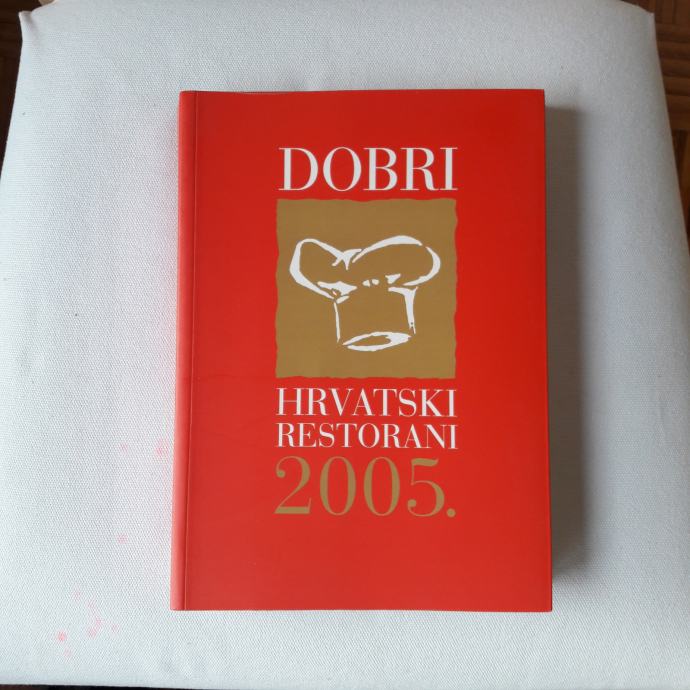 DOBRI
HRVATSKI
RESTORANI
2005.